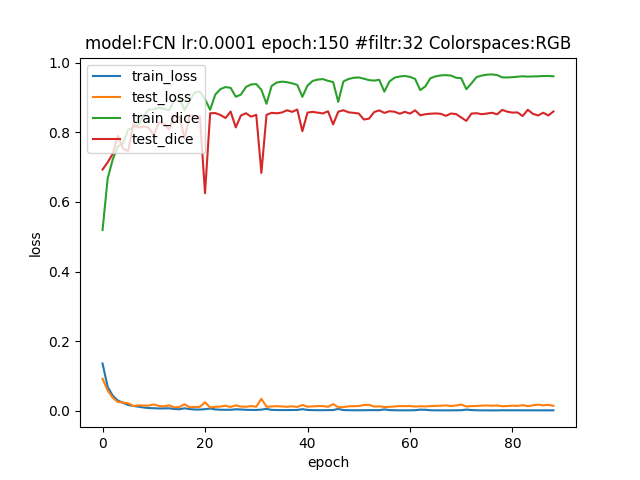 model:FCN lr:0.0001 epoch:150 #filtr:32 Colorspaces:RGB
1.0
0.8
0.6
0.4
0.2
0.0
loss
train_loss
test_loss
train_dice
test_dice
0 20 40 60 80
epoch